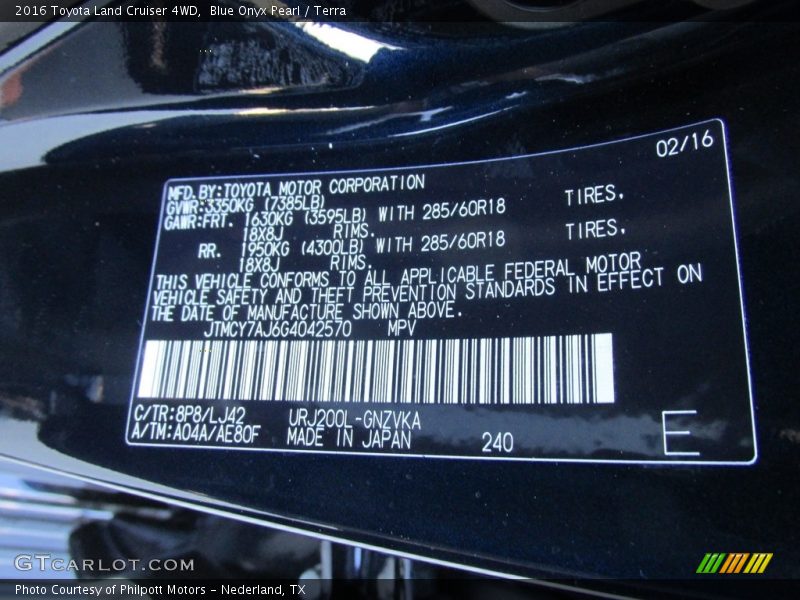 2016 Toyota Land Cruiser 4WD,  Blue Onyx Pearl / Terra
02/16
MFD.BY:TOYOTA MOTOR CORPORATION
GVWR:3350KG (7385LB)
GAWR:FRT. 1630KG (3595LB) WITH 285/60R18 TIRES,
18X8J RIMS.
RR. 1950KG (4300LB) WITH 285/60R18 TIRES,
18X8J RIMS.
THIS VEHICLE CONFORMS TO ALL APPLICABLE FEDERAL MOTOR
VEHICLE SAFETY AND THEFT PREVENTION STANDARDS IN EFFECT ON
THE DATE OF MANUFACTURE SHOWN ABOVE.
JTMCY7AJ6G4042570 MPV
C/TR:8P8/LJ42 URJ200L-GNZVKA
A/TM:A04A/AE80F MADE IN JAPAN 240
E
GTcarlot.com
Photo Courtesy of Philpott Motors - Nederland, TX